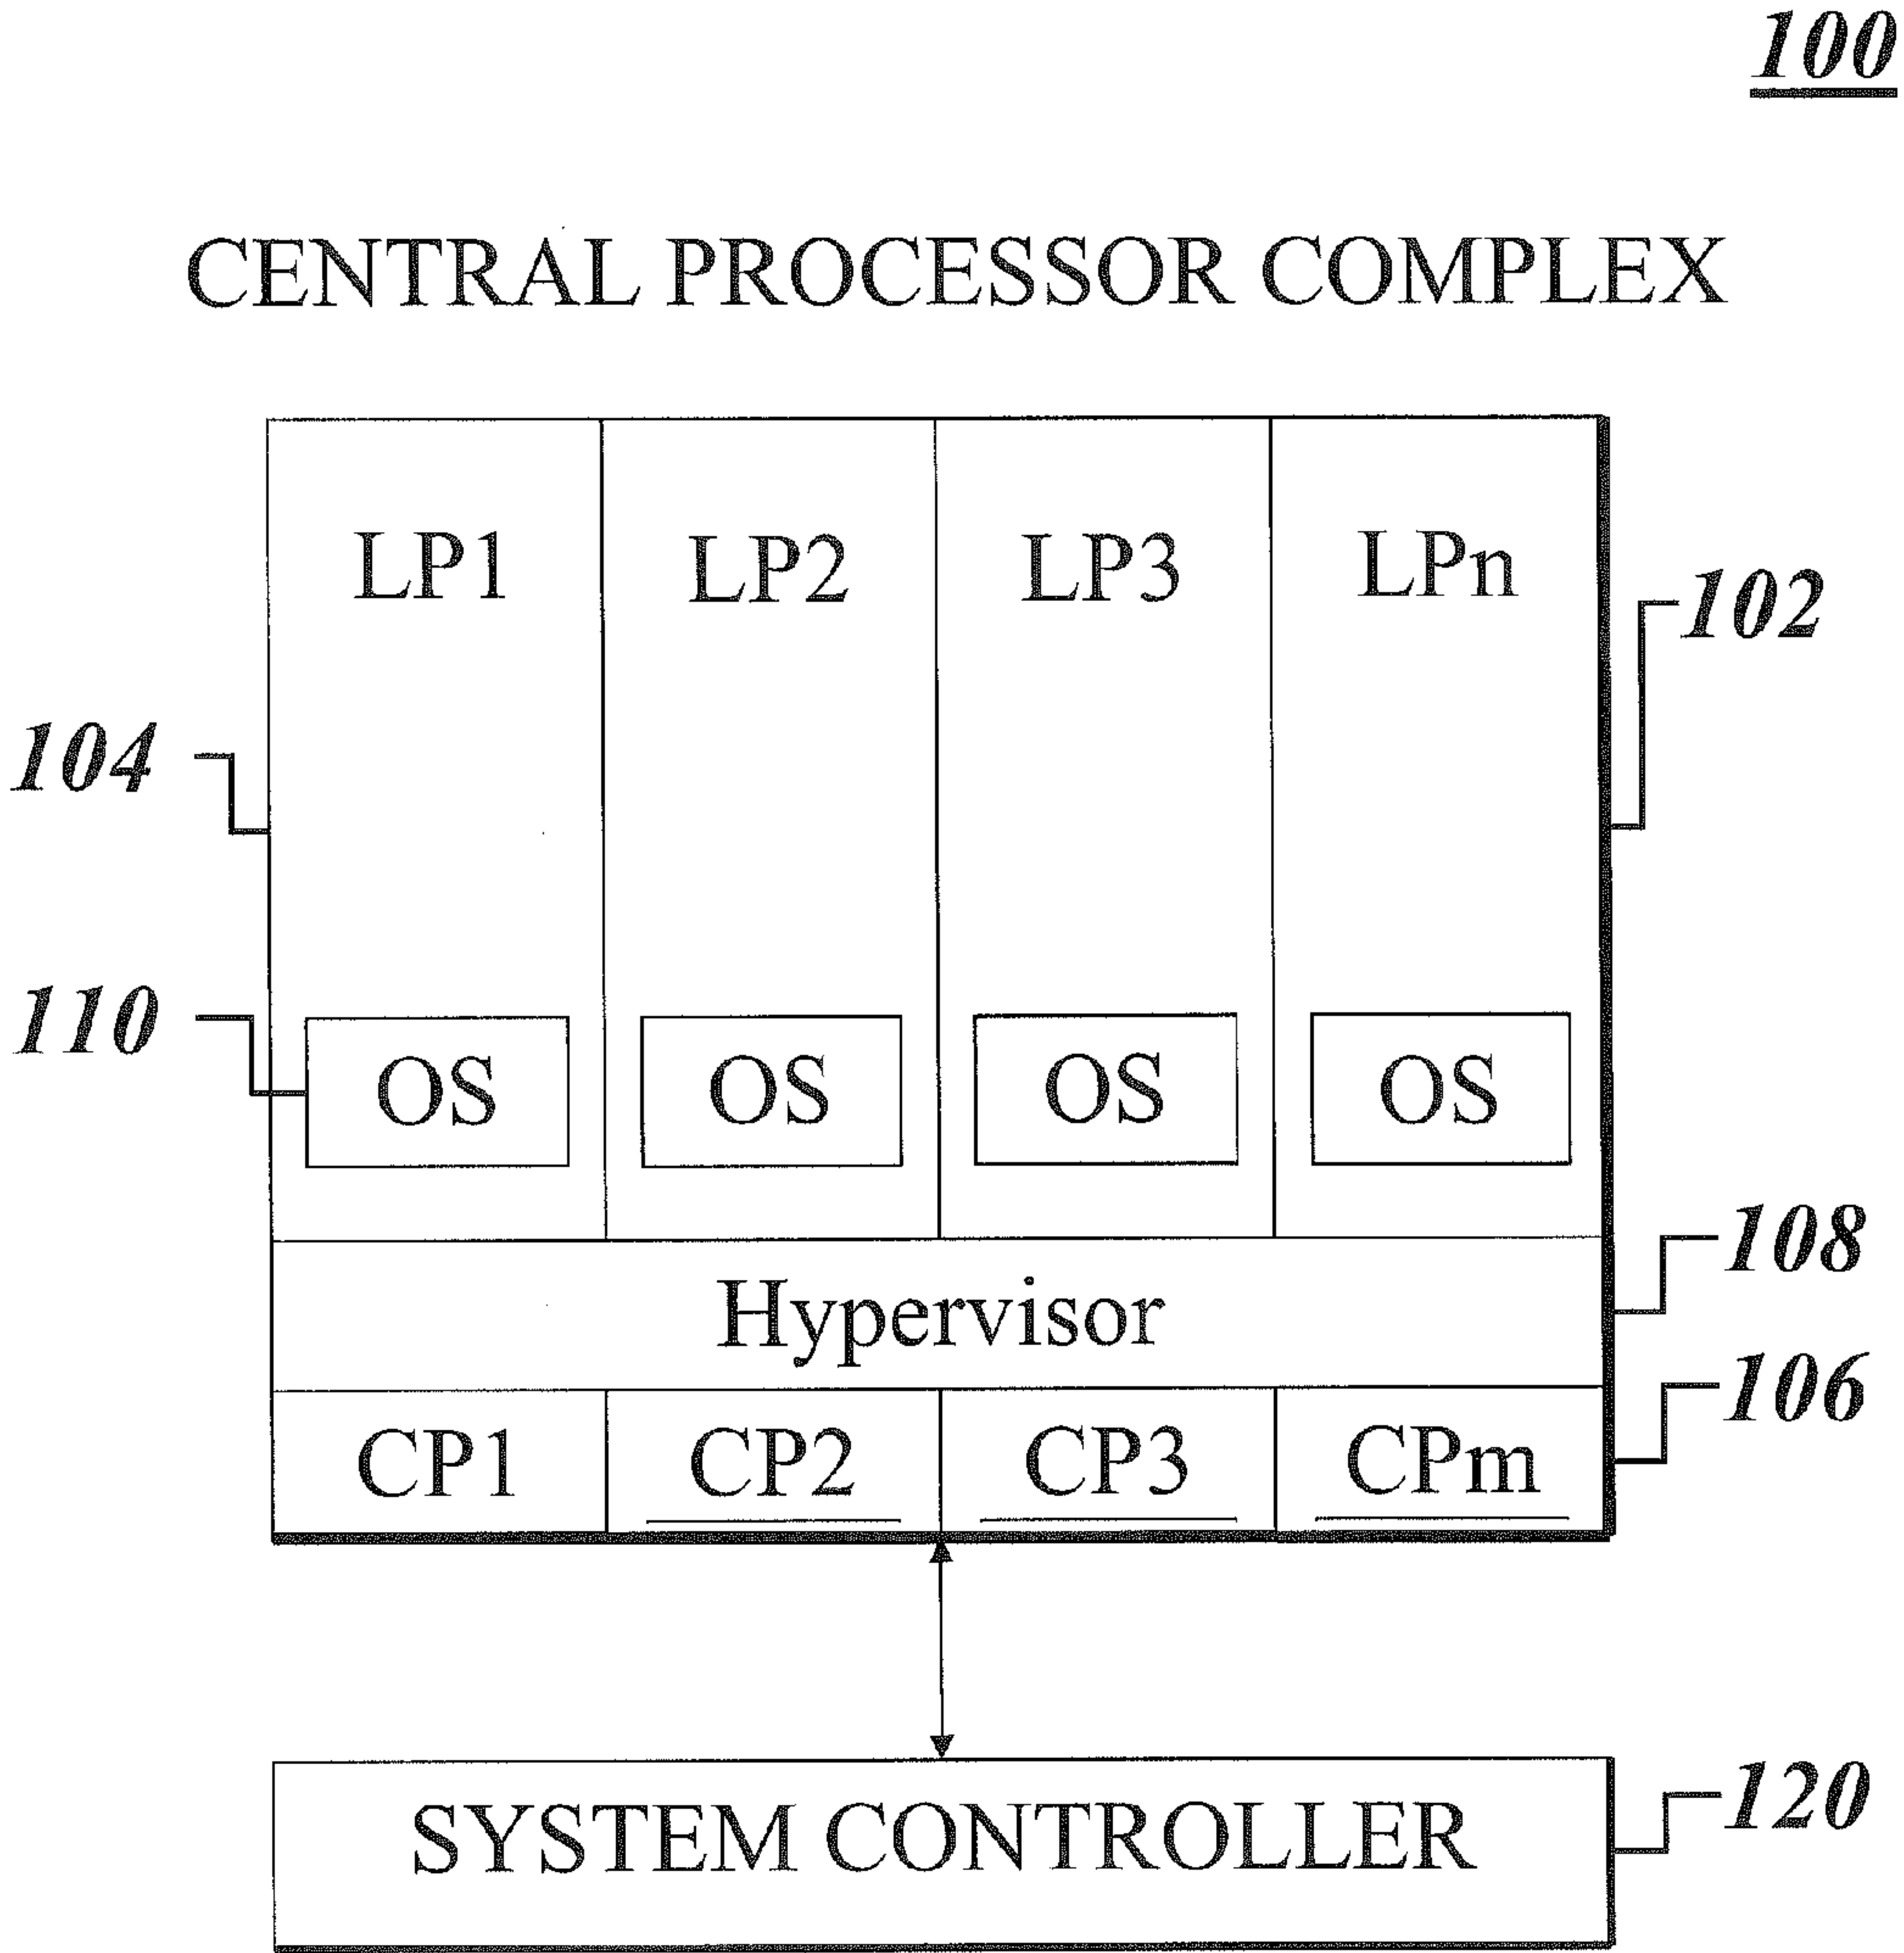 100
CENTRAL PROCESSOR COMPLEX
LP1 LP2 LP3 LPn
102
104
110
OS OS OS OS
108
Hypervisor
106
CP1 CP2 CP3 CPm
SYSTEM CONTROLLER
120